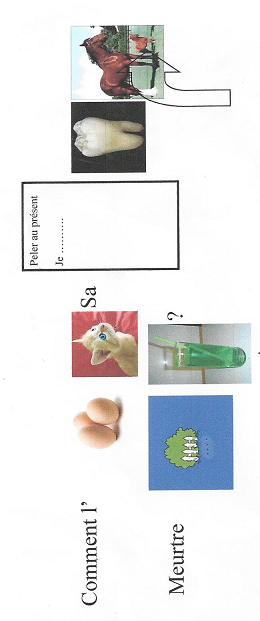 Peler au présent
Je ..........
Comment l' Sa
Meurtre ?